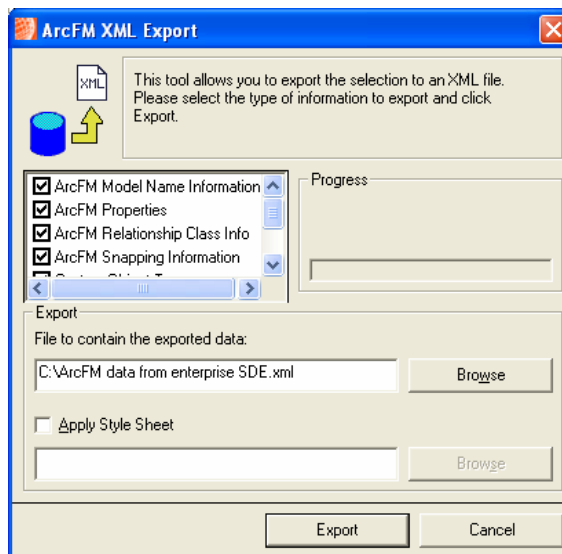 ArcFM XML Export
XML
This tool allows you to export the selection to an XML file.
Please select the type of information to export and click
Export.
ArcFM Model Name Information
ArcFM Properties
ArcFM Relationship Class Info
ArcFM Snapping Information
Progress
Export
File to contain the exported data:
C:\ArcFM data from enterprise SDE.xml
Browse
Apply Style Sheet
Browse
Export
Cancel